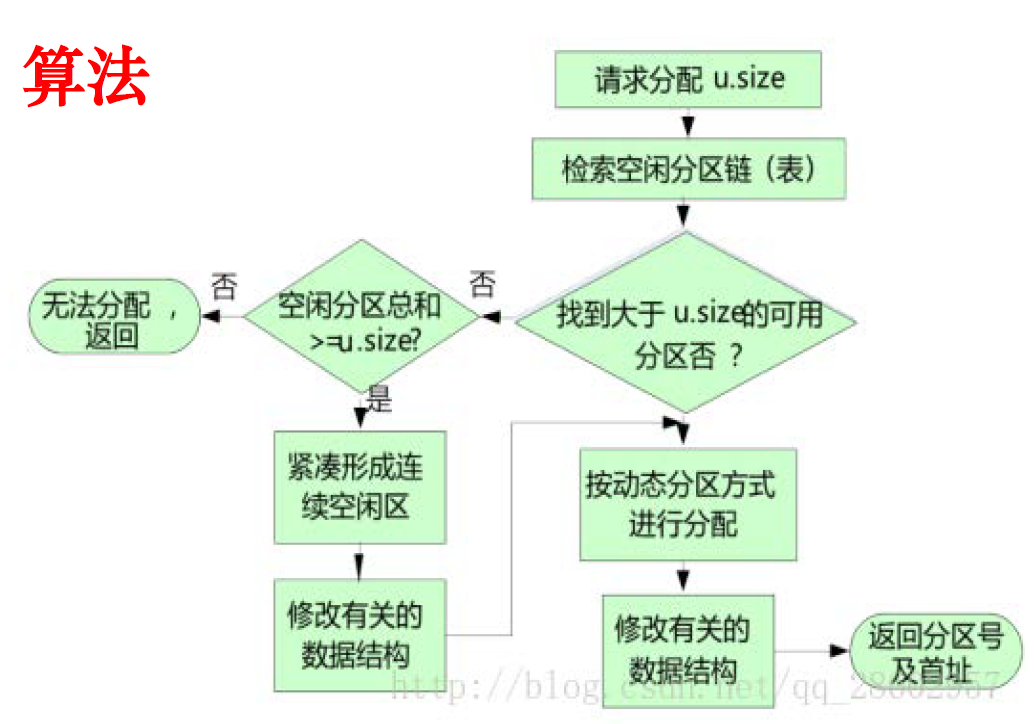 算法
请求分配 u.size
检索空闲分区链（表）
找到大于 u.size的可用
分区否 ？
否
空闲分区总和
>=u.size?
否
无法分配 ，
返回
是
紧凑形成连
续空闲区
修改有关的
数据结构
按动态分区方式
进行分配
修改有关的
数据结构
返回分区号
及首址
http://blog.csdn.net/qq_28602957